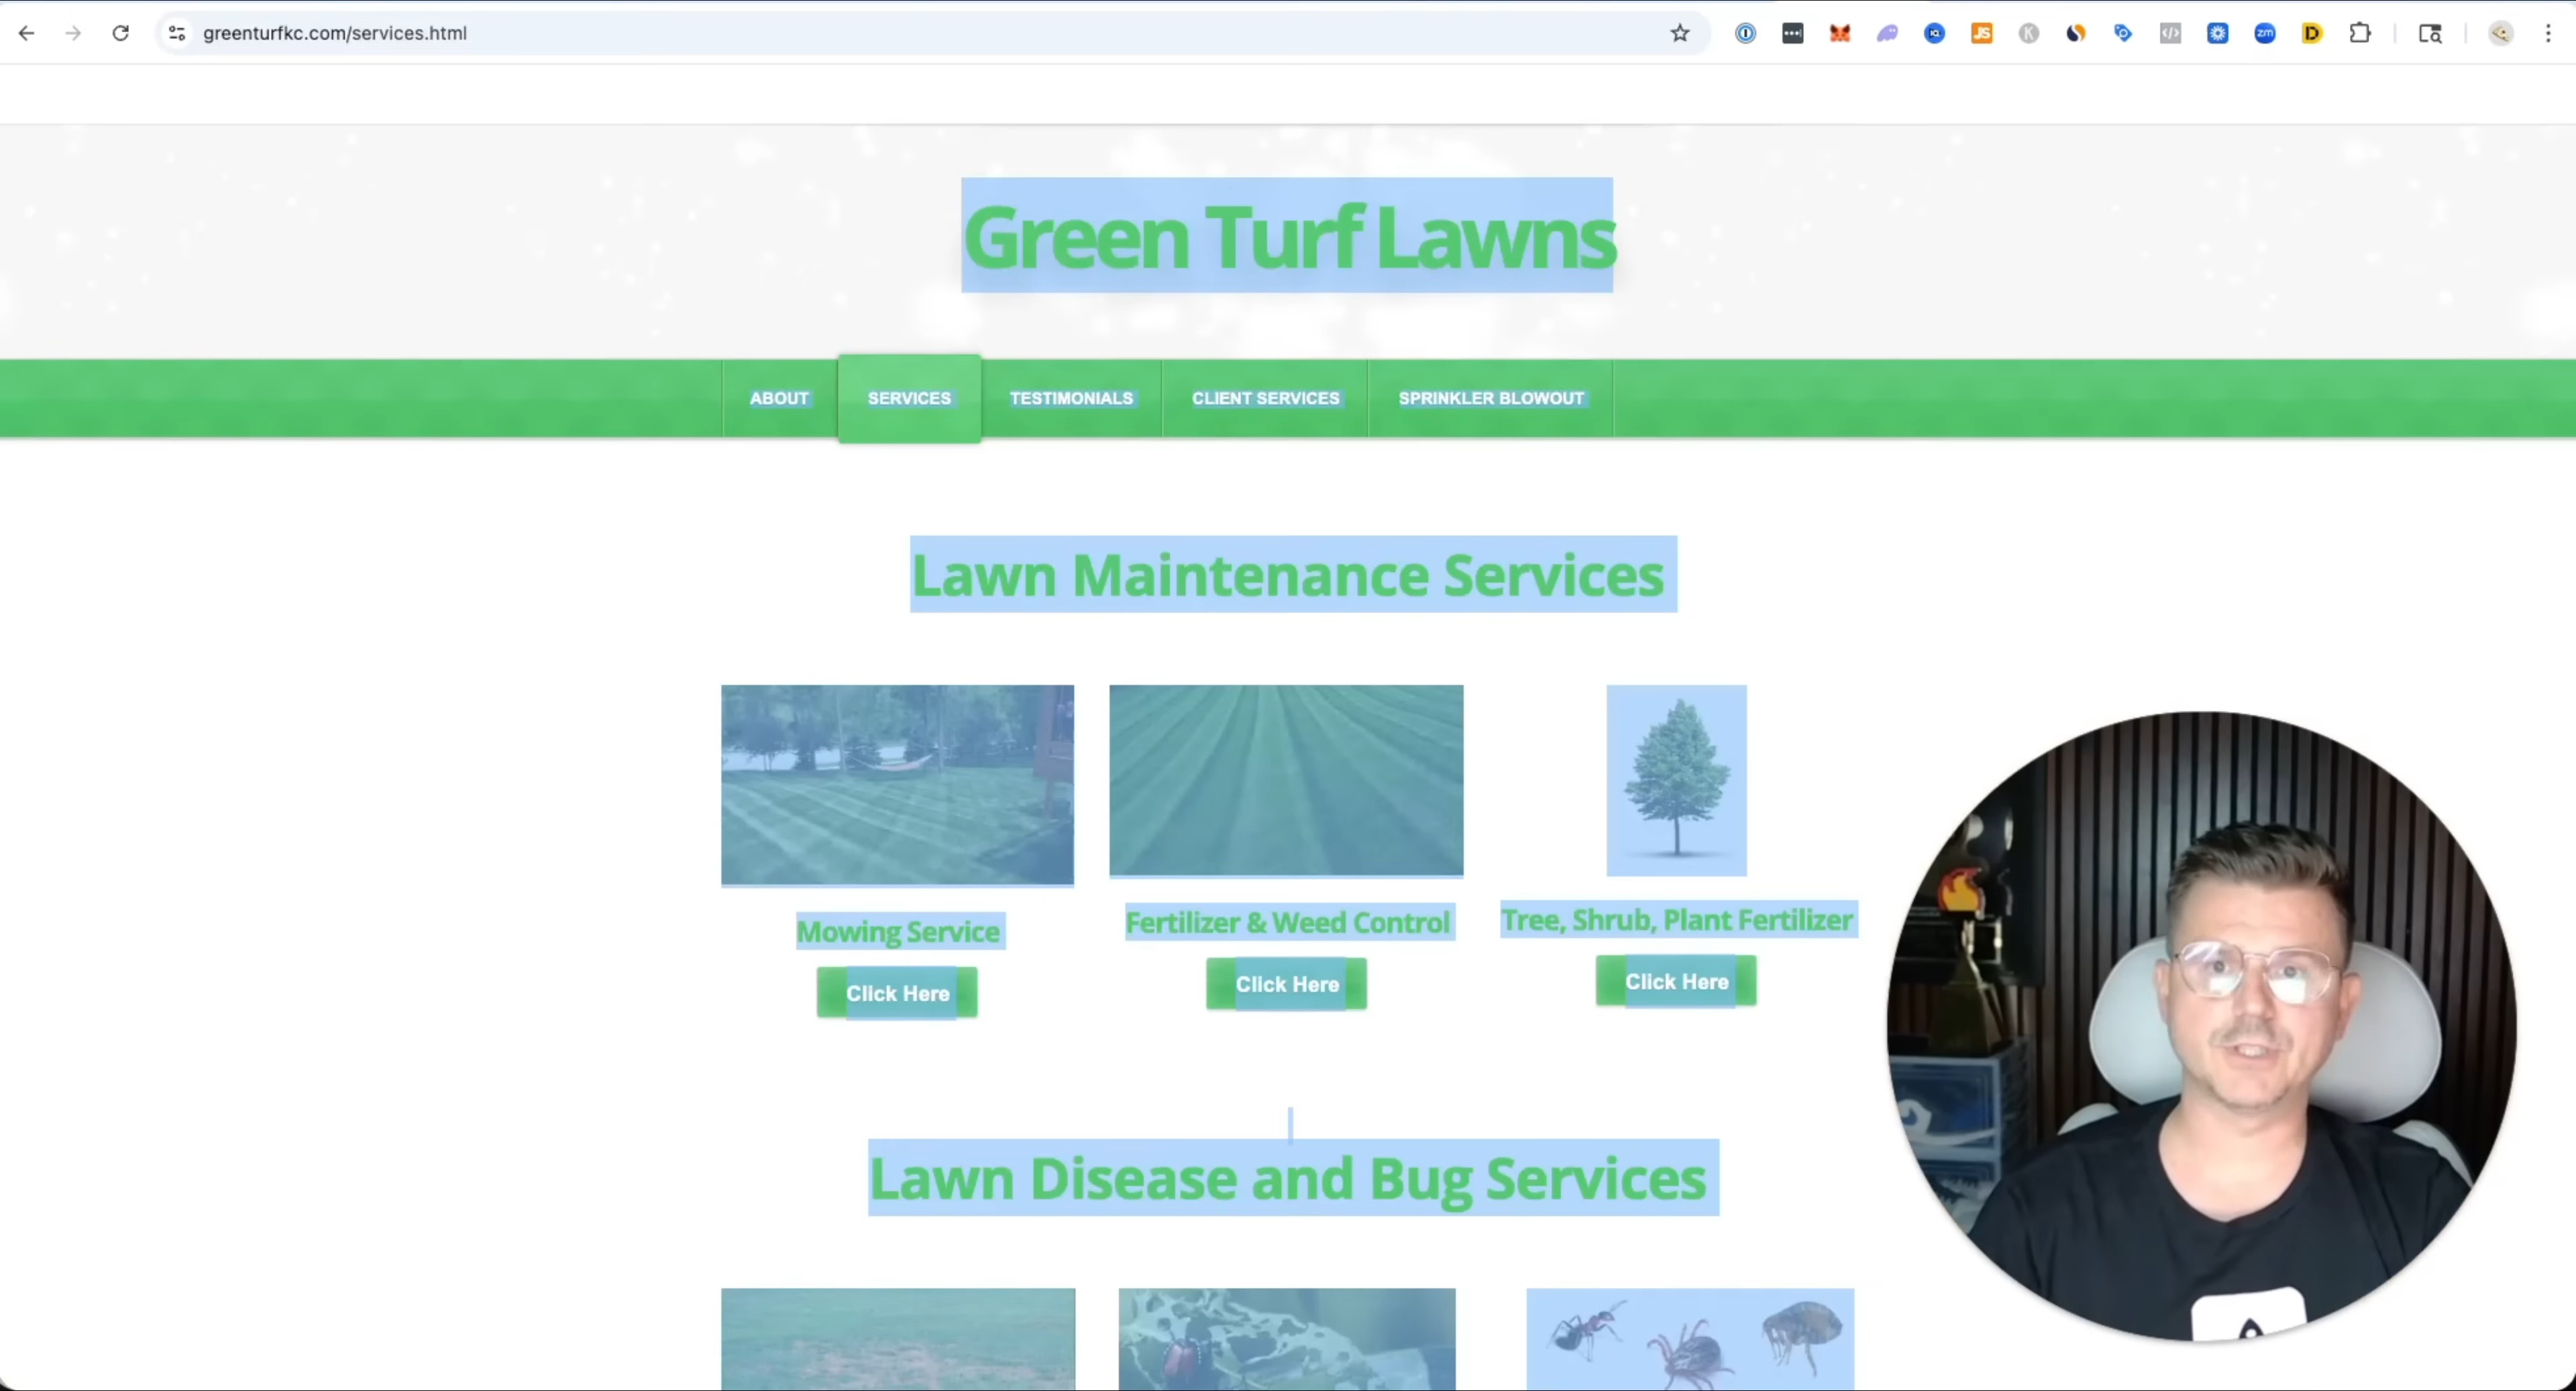 greenturfkc.com/services.html
Green Turf Lawns
ABOUT SERVICES TESTIMONIALS CLIENT SERVICES SPRINKLER BLOWOUT
Lawn Maintenance Services
Mowing Service
Click Here
Fertilizer & Weed Control
Click Here
Tree, Shrub, Plant Fertilizer
Click Here
Lawn Disease and Bug Services